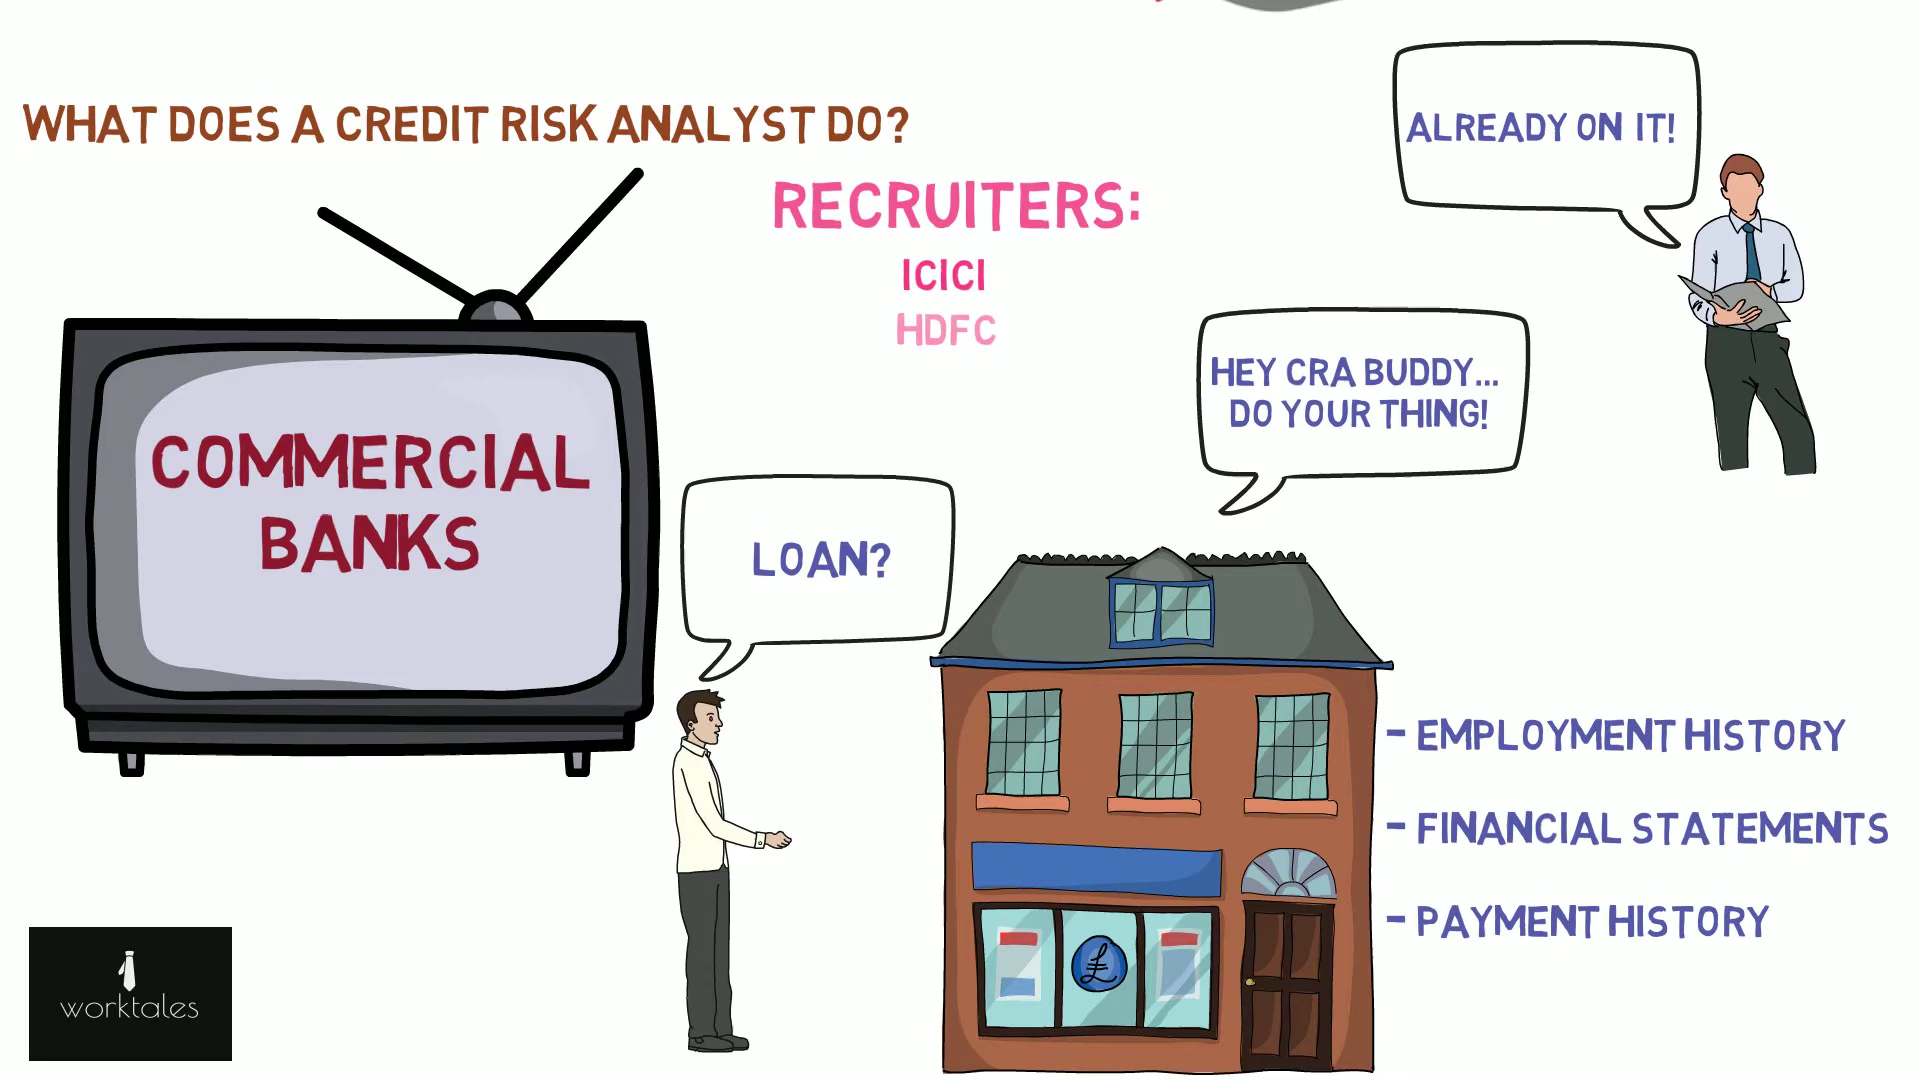 WHAT DOES A CREDIT RISK ANALYST DO?
RECRUITERS:
ICICI
HDFC
COMMERCIAL
BANKS
ALREADY ON IT!
HEY CRA BUDDY...
DO YOUR THING!
LOAN?
£
- EMPLOYMENT HISTORY
- FINANCIAL STATEMENTS
- PAYMENT HISTORY
worktales